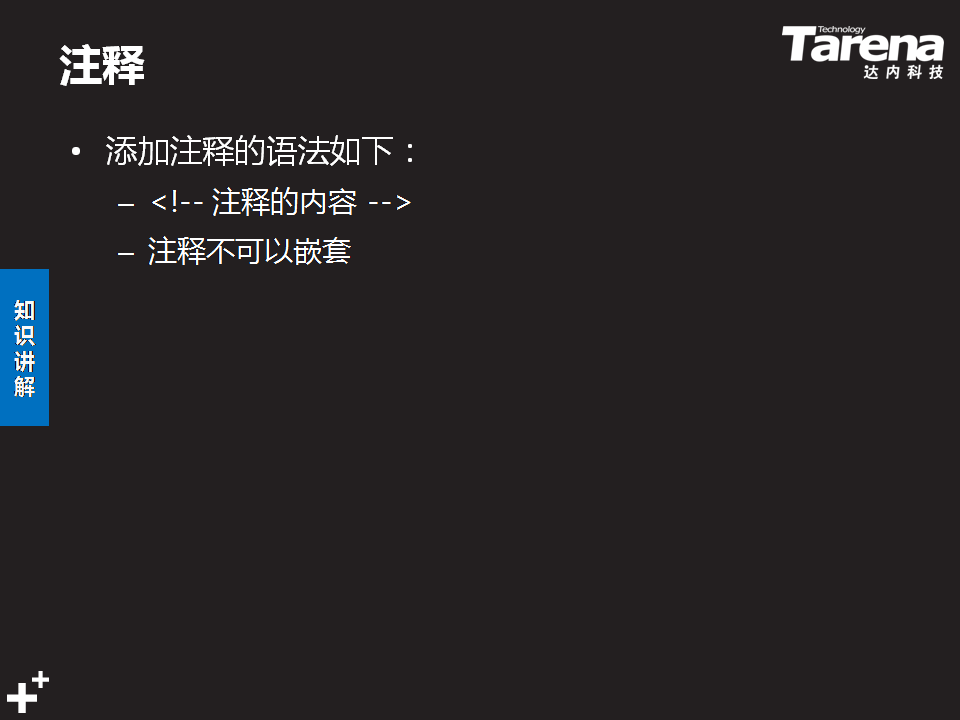 注释
Technology
Tarena
达内科技
• 添加注释的语法如下：
– <!-- 注释的内容 -->
– 注释不可以嵌套
知识讲解